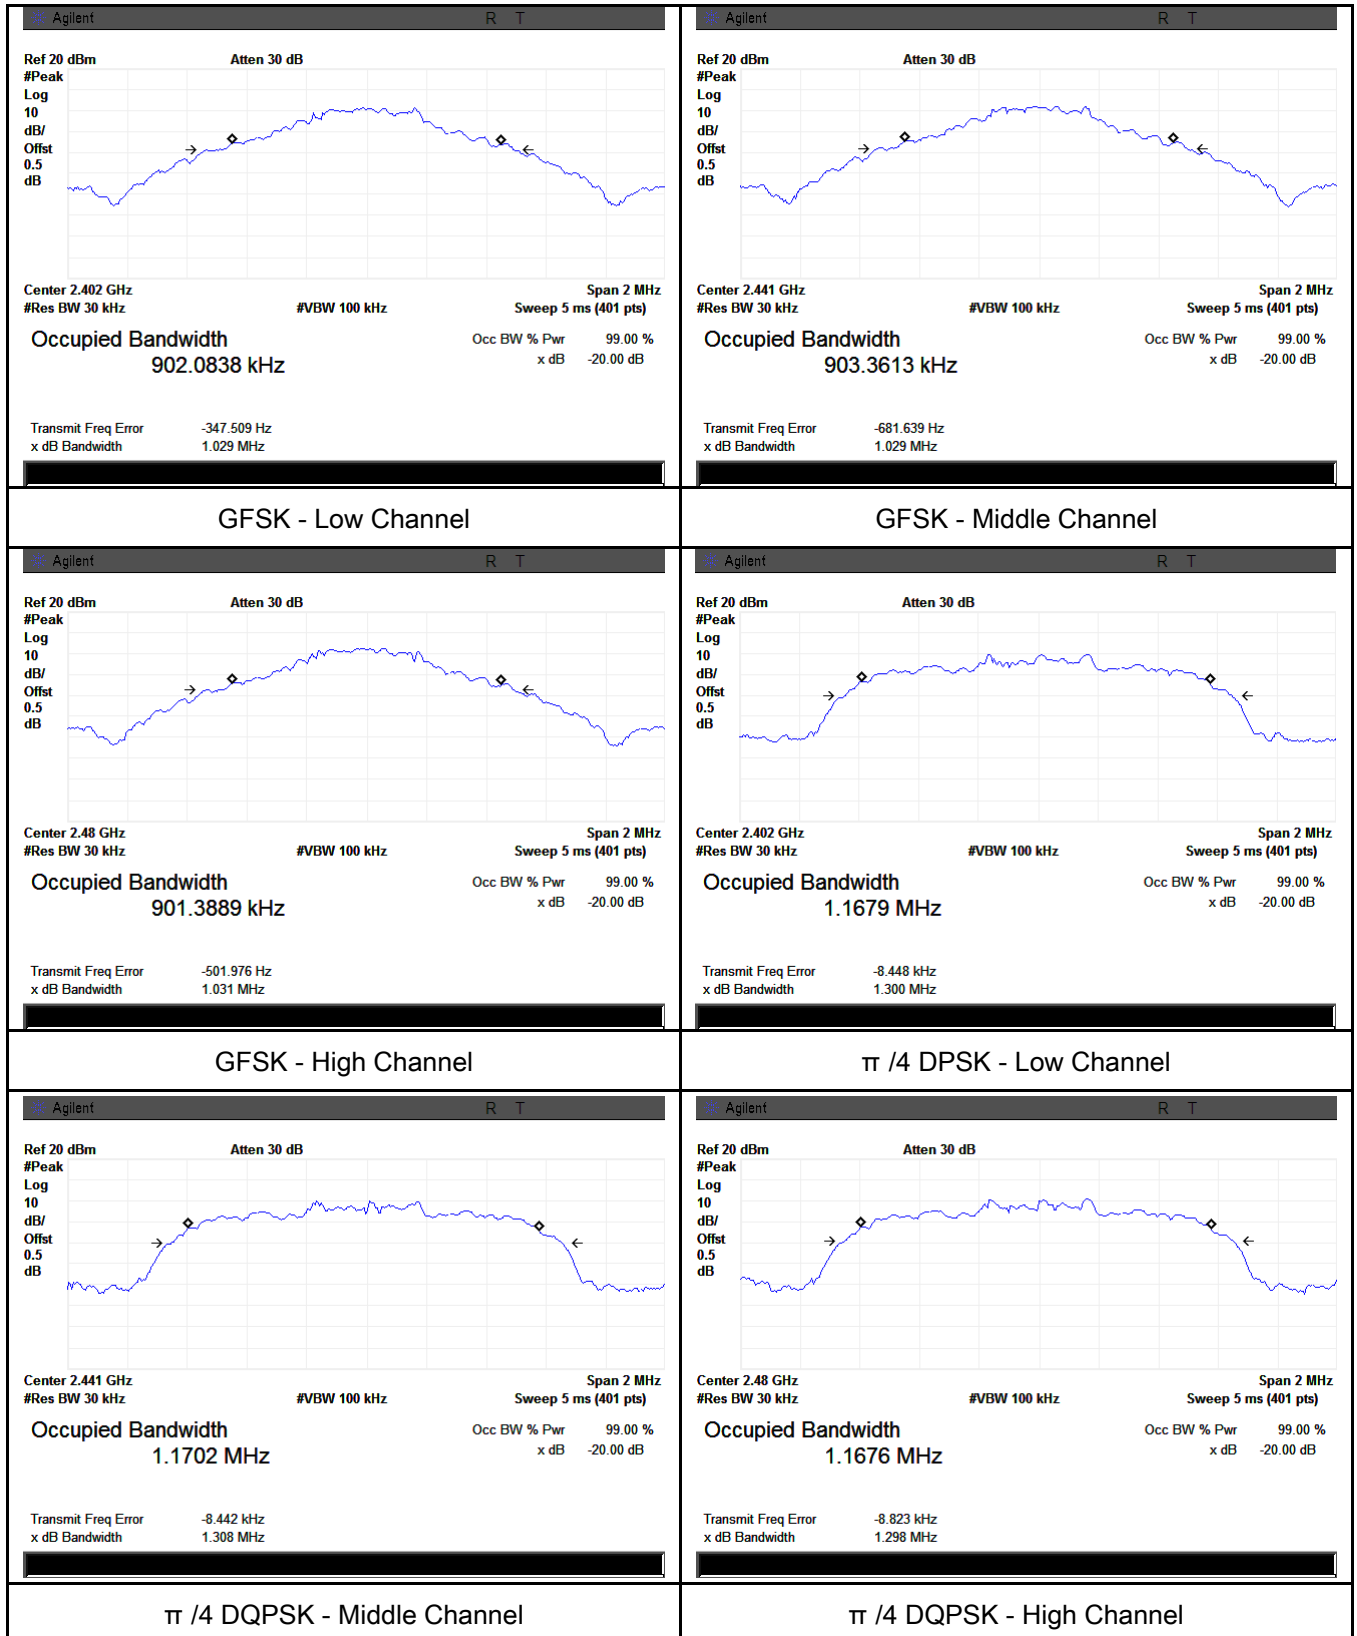 Agilent R T
Ref 20 dBm Atten 30 dB
#Peak
Log
10
dB/
Offst
0.5
dB
Center 2.402 GHz Span 2 MHz
#Res BW 30 kHz #VBW 100 kHz Sweep 5 ms (401 pts)
Occupied Bandwidth Occ BW % Pwr 99.00 %
902.0838 kHz x dB -20.00 dB
Transmit Freq Error -347.509 Hz
x dB Bandwidth 1.029 MHz
GFSK - Low Channel
Agilent R T
Ref 20 dBm Atten 30 dB
#Peak
Log
10
dB/
Offst
0.5
dB
Center 2.441 GHz Span 2 MHz
#Res BW 30 kHz #VBW 100 kHz Sweep 5 ms (401 pts)
Occupied Bandwidth Occ BW % Pwr 99.00 %
903.3613 kHz x dB -20.00 dB
Transmit Freq Error -681.639 Hz
x dB Bandwidth 1.029 MHz
GFSK - Middle Channel
Agilent R T
Ref 20 dBm Atten 30 dB
#Peak
Log
10
dB/
Offst
0.5
dB
Center 2.48 GHz Span 2 MHz
#Res BW 30 kHz #VBW 100 kHz Sweep 5 ms (401 pts)
Occupied Bandwidth Occ BW % Pwr 99.00 %
901.3889 kHz x dB -20.00 dB
Transmit Freq Error -501.976 Hz
x dB Bandwidth 1.031 MHz
GFSK - High Channel
Agilent R T
Ref 20 dBm Atten 30 dB
#Peak
Log
10
dB/
Offst
0.5
dB
Center 2.402 GHz Span 2 MHz
#Res BW 30 kHz #VBW 100 kHz Sweep 5 ms (401 pts)
Occupied Bandwidth Occ BW % Pwr 99.00 %
1.1679 MHz x dB -20.00 dB
Transmit Freq Error -8.448 kHz
x dB Bandwidth 1.300 MHz
π /4 DPSK - Low Channel
Agilent R T
Ref 20 dBm Atten 30 dB
#Peak
Log
10
dB/
Offst
0.5
dB
Center 2.441 GHz Span 2 MHz
#Res BW 30 kHz #VBW 100 kHz Sweep 5 ms (401 pts)
Occupied Bandwidth Occ BW % Pwr 99.00 %
1.1702 MHz x dB -20.00 dB
Transmit Freq Error -8.442 kHz
x dB Bandwidth 1.308 MHz
π /4 DQPSK - Middle Channel
Agilent R T
Ref 20 dBm Atten 30 dB
#Peak
Log
10
dB/
Offst
0.5
dB
Center 2.48 GHz Span 2 MHz
#Res BW 30 kHz #VBW 100 kHz Sweep 5 ms (401 pts)
Occupied Bandwidth Occ BW % Pwr 99.00 %
1.1676 MHz x dB -20.00 dB
Transmit Freq Error -8.823 kHz
x dB Bandwidth 1.298 MHz
π /4 DQPSK - High Channel